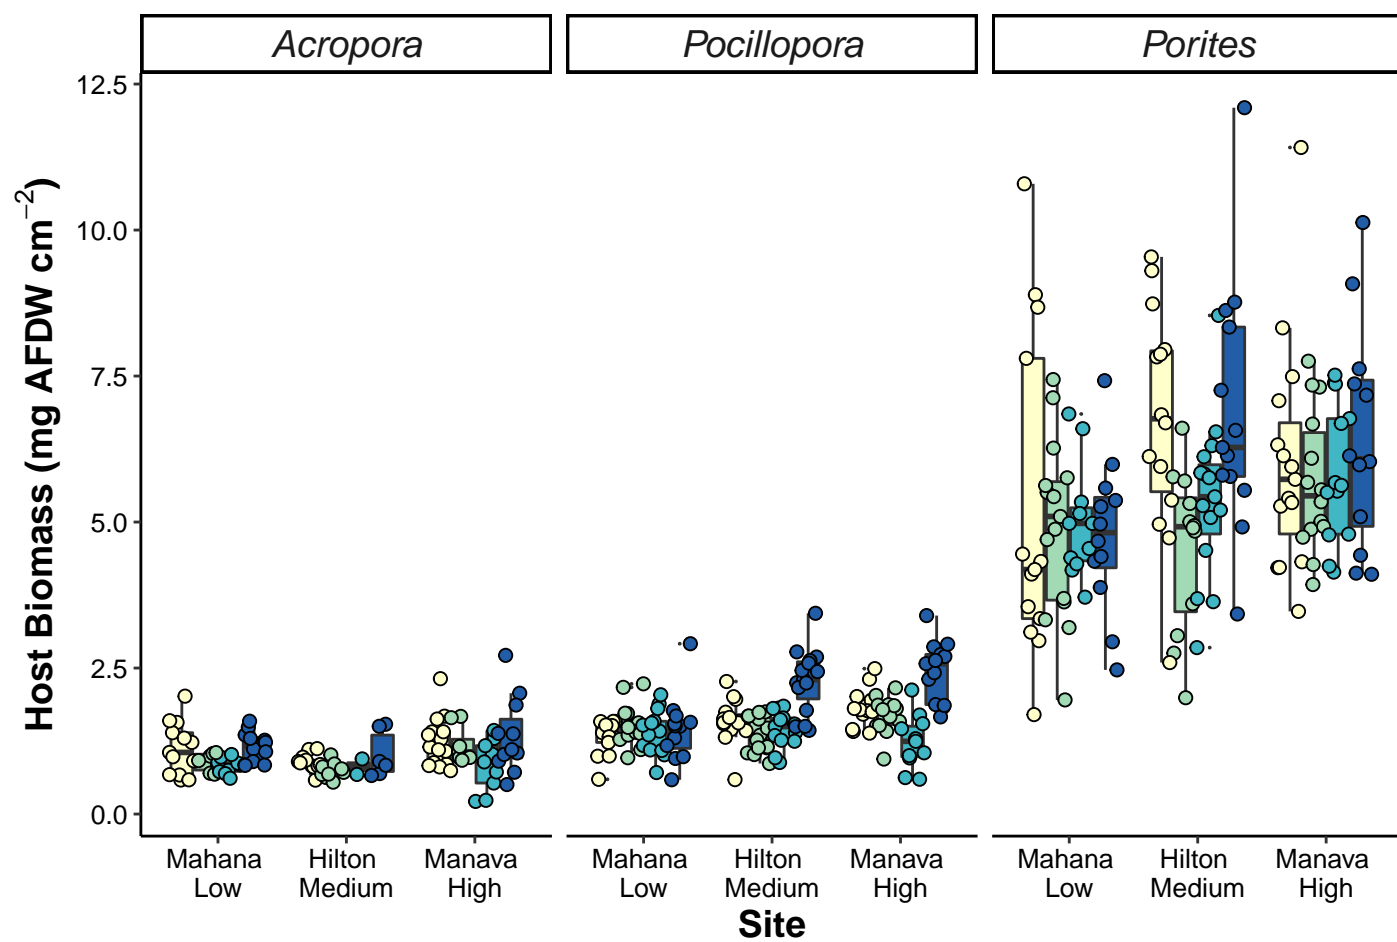 Acropora
Pocillopora
Porites
Host Biomass (mg AFDW cm⁻²)
12.5
10.0
7.5
5.0
2.5
0.0
Mahana
Low
Hilton
Medium
Manava
High
Mahana
Low
Hilton
Medium
Manava
High
Mahana
Low
Hilton
Medium
Manava
High
Site